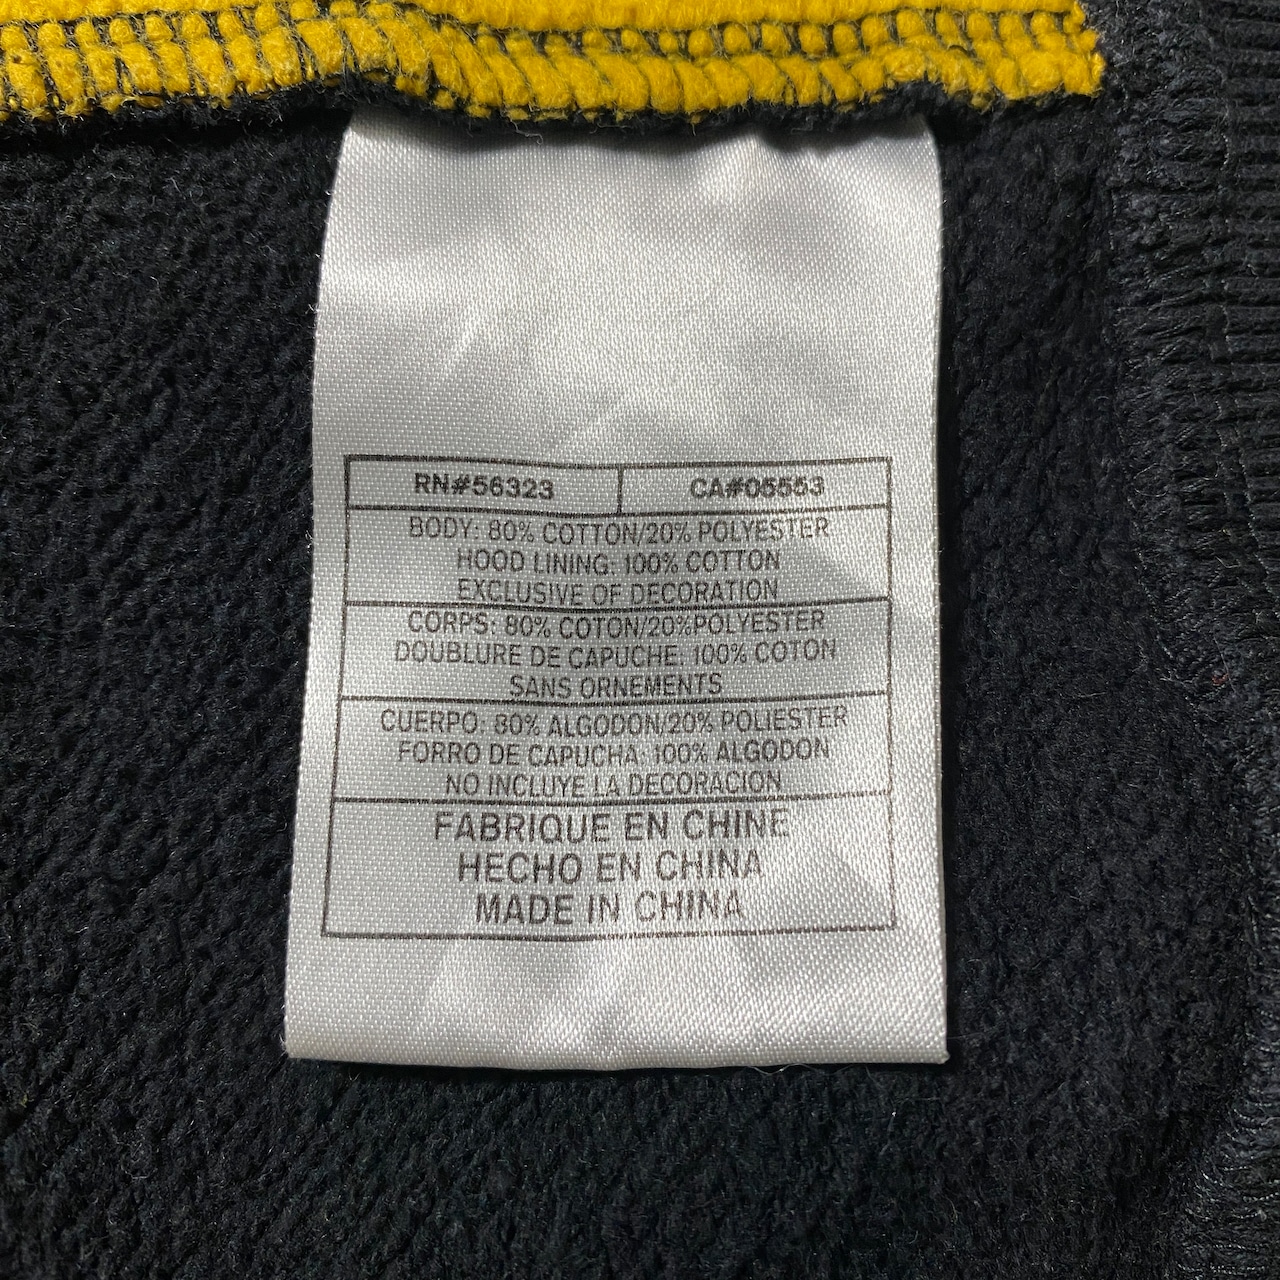 RN#56323 CA#05553
BODY: 80% COTTON/20% POLYESTER
HOOD LINING: 100% COTTON
EXCLUSIVE OF DECORATION
CORPS: 80% COTON/20%POLYESTER
DOUBLURE DE CAPUCHE: 100% COTON
SANS ORNEMENTS
CUERPO: 80% ALGODON/20% POLIESTER
FORRO DE CAPUCHA: 100% ALGODON
NO INCLUYE LA DECORACION
FABRIQUE EN CHINE
HECHO EN CHINA
MADE IN CHINA